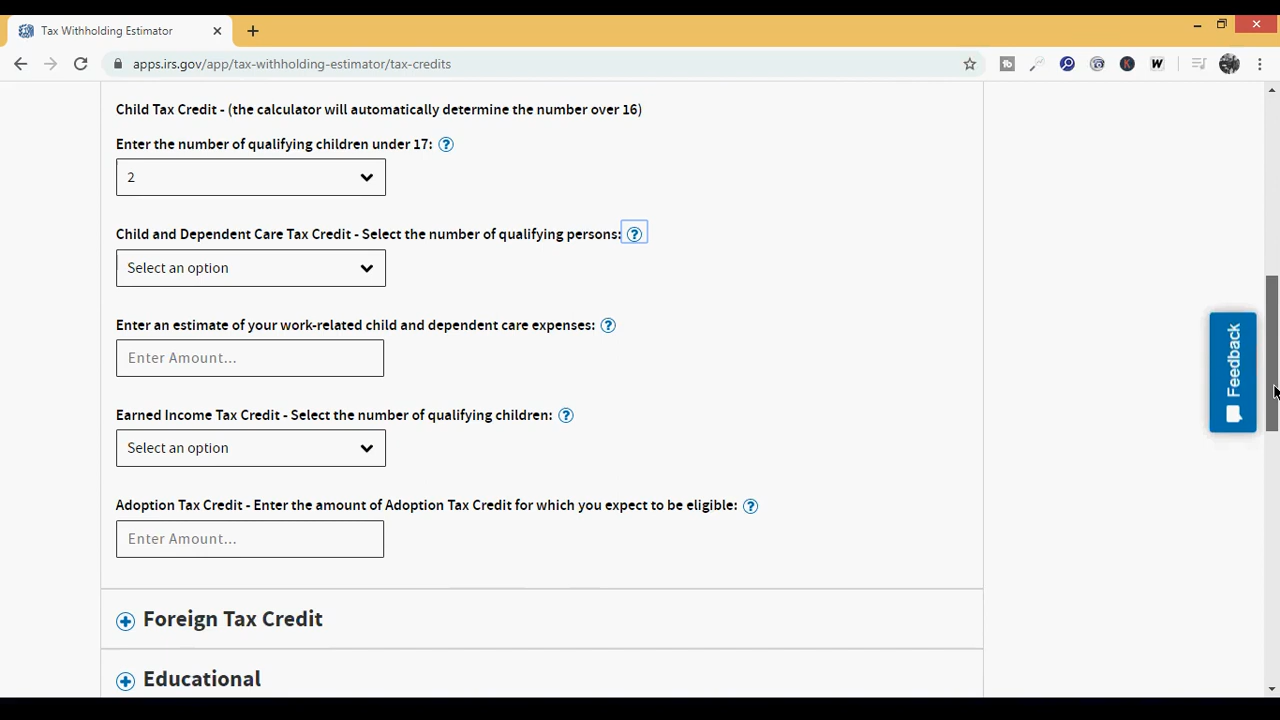 Tax Withholding Estimator
apps.irs.gov/app/tax-withholding-estimator/tax-credits
Child Tax Credit - (the calculator will automatically determine the number over 16)
Enter the number of qualifying children under 17: ?
2
Child and Dependent Care Tax Credit - Select the number of qualifying persons: ?
Select an option
Enter an estimate of your work-related child and dependent care expenses: ?
Enter Amount...
Feedback
Earned Income Tax Credit - Select the number of qualifying children: ?
Select an option
Adoption Tax Credit - Enter the amount of Adoption Tax Credit for which you expect to be eligible: ?
Enter Amount...
Foreign Tax Credit
Educational